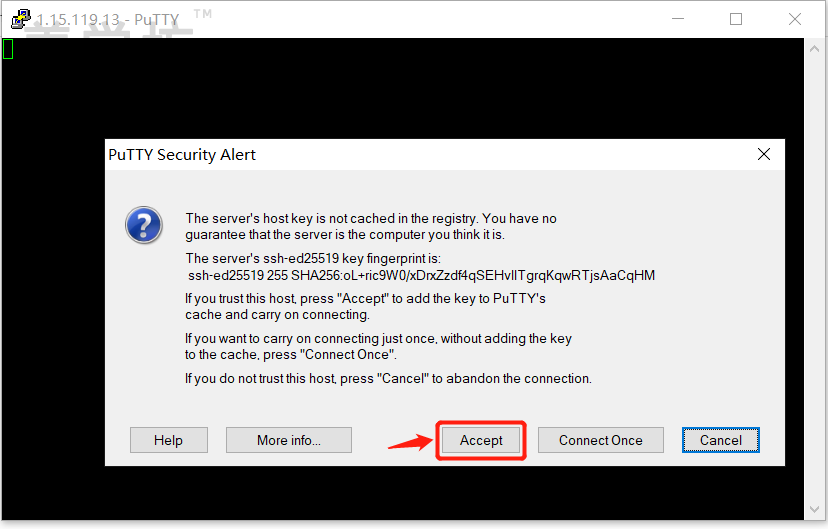 1.15.119.13 - PuTTY
TM
PuTTY Security Alert
The server's host key is not cached in the registry. You have no
guarantee that the server is the computer you think it is.
The server's ssh-ed25519 key fingerprint is:
ssh-ed25519 255 SHA256:oL+ric9W0/xDrxZzdf4qSEHvlITgrqKqwRTjsAaCqHM
If you trust this host, press "Accept" to add the key to PuTTY's
cache and carry on connecting.
If you want to carry on connecting just once, without adding the key
to the cache, press "Connect Once".
If you do not trust this host, press "Cancel" to abandon the connection.
Help
More info...
Accept
Connect Once
Cancel